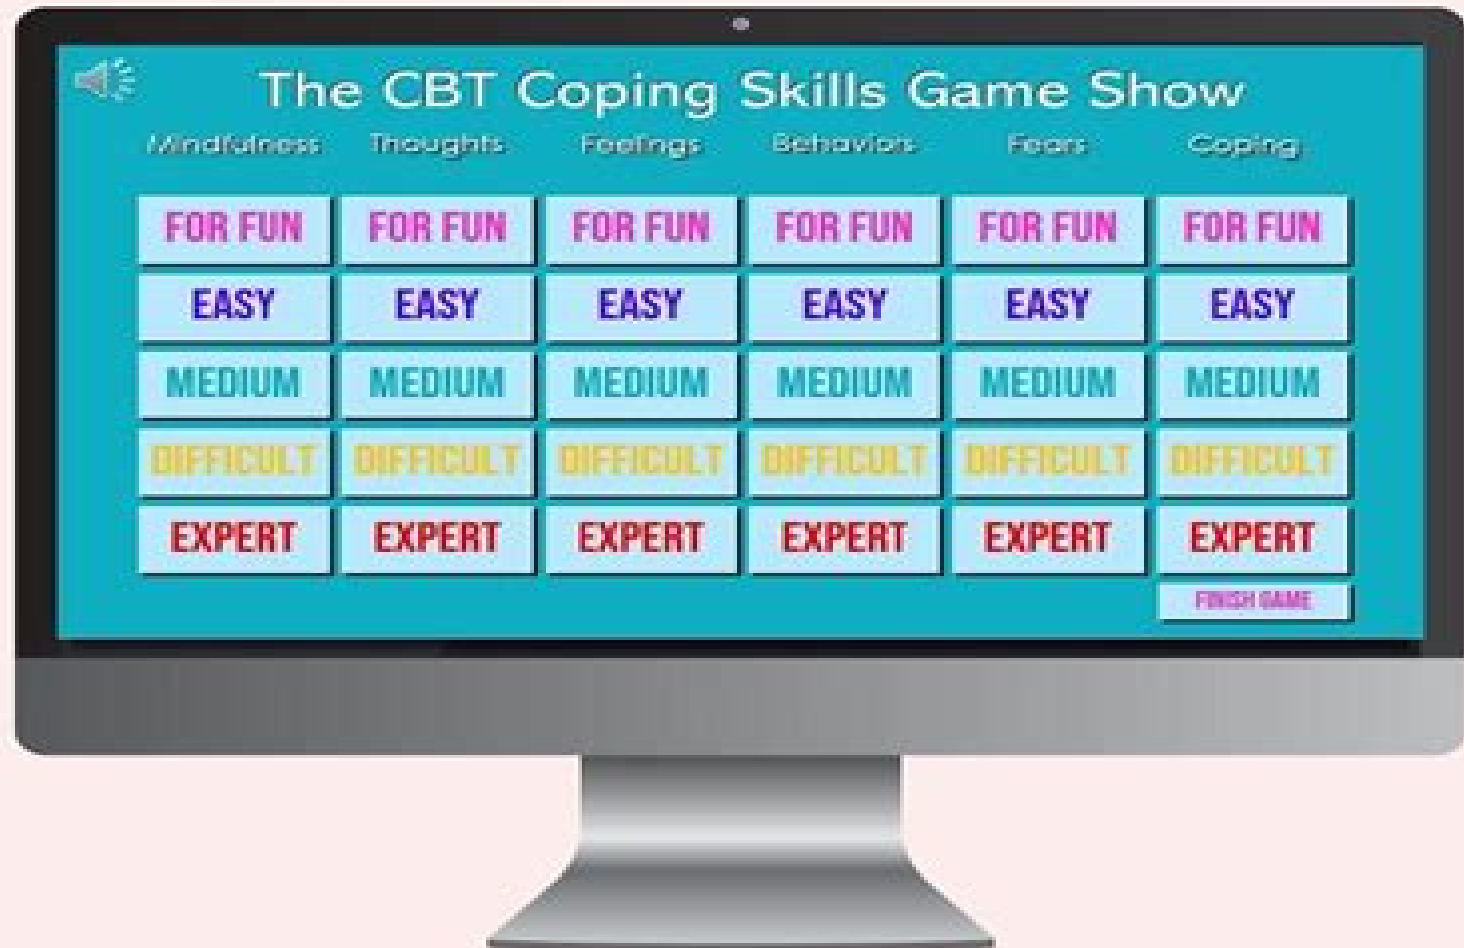 The CBT Coping Skills Game Show
Mindfulness Thoughts Feelings Behaviors Fears Coping
FOR FUN FOR FUN FOR FUN FOR FUN FOR FUN FOR FUN
EASY EASY EASY EASY EASY EASY
MEDIUM MEDIUM MEDIUM MEDIUM MEDIUM MEDIUM
DIFFICULT DIFFICULT DIFFICULT DIFFICULT DIFFICULT DIFFICULT
EXPERT EXPERT EXPERT EXPERT EXPERT EXPERT
FINISH GAME